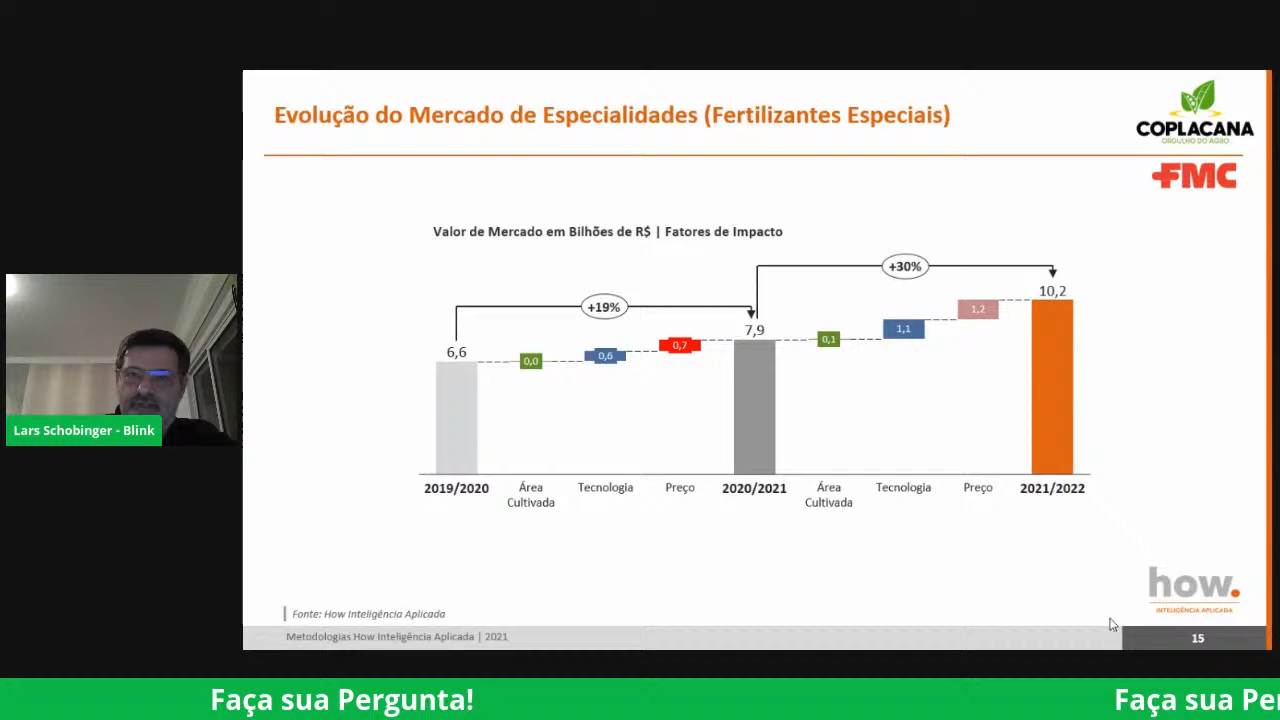 Evolução do Mercado de Especialidades (Fertilizantes Especiais)
COPLACANA
ORGULHO DO AGRO
FMC
Valor de Mercado em Bilhões de R$ | Fatores de Impacto
+30%
+19%
10,2
1,2
7,9
1,1
6,6
0,7
0,1
0,6
0,0
2019/2020
Área
Cultivada
Tecnologia
Preço
2020/2021
Área
Cultivada
Tecnologia
Preço
2021/2022
Lars Schobinger - Blink
how.
INTELIGÊNCIA APLICADA
Fonte: How Inteligência Aplicada
Metodologias How Inteligência Aplicada | 2021
15
Faça sua Pergunta!
Faça sua Per